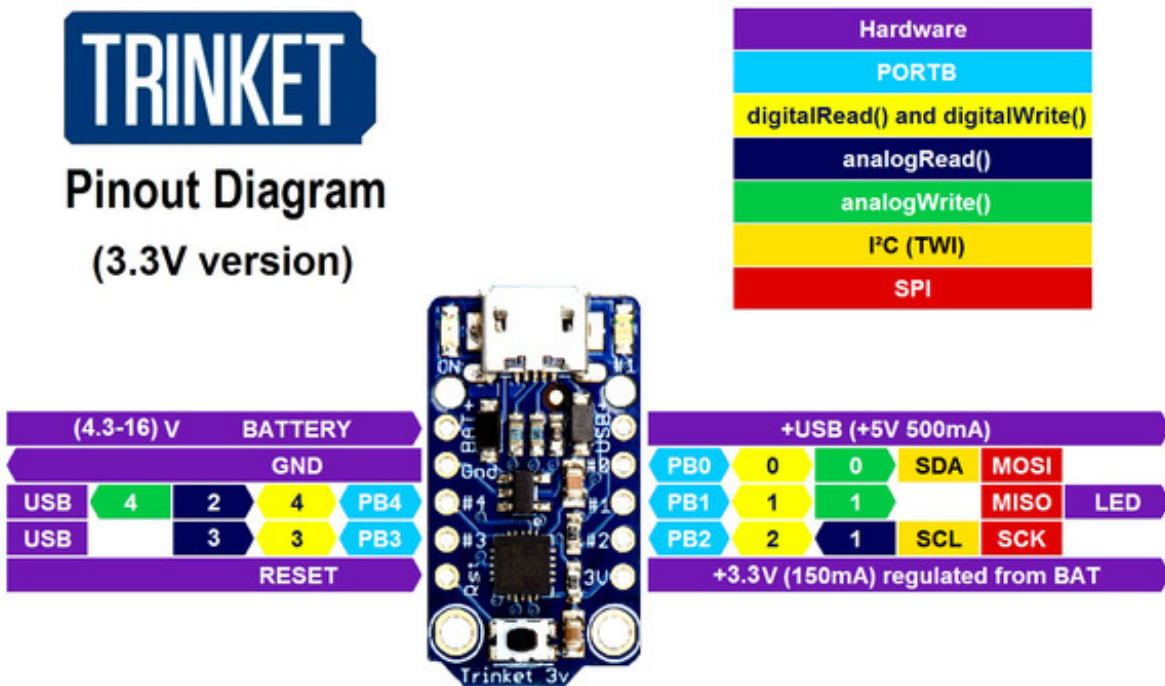 TRINKET
Pinout Diagram
(3.3V version)
Hardware
PORTB
digitalRead() and digitalWrite()
analogRead()
analogWrite()
I²C (TWI)
SPI
ON #1
BAT+ USB+
Gnd #0
#4 #1
#3 #2
Rst 3V
Trinket 3v
(4.3-16) V BATTERY
GND
USB 4 2 4 PB4
USB 3 3 PB3
RESET
+USB (+5V 500mA)
PB0 0 0 SDA MOSI
PB1 1 1 MISO LED
PB2 2 1 SCL SCK
+3.3V (150mA) regulated from BAT